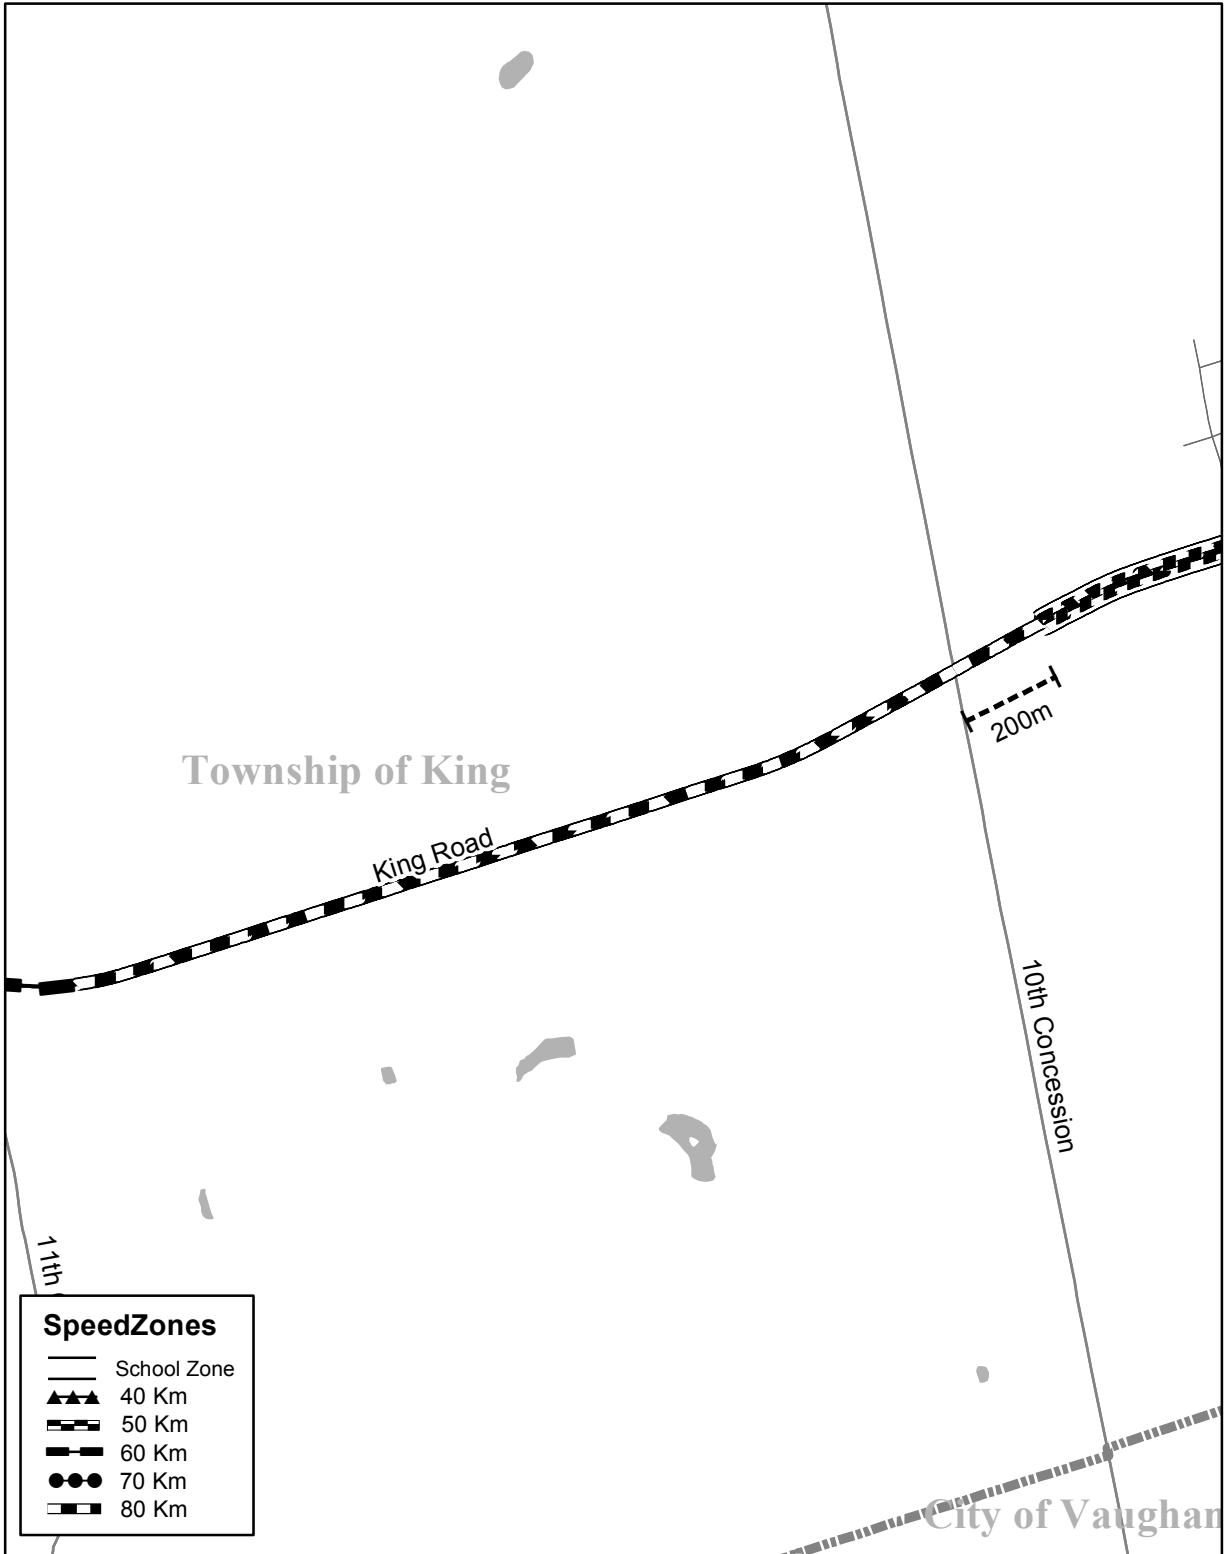 200m
Township of King
King Road
10th Concession
11th
SpeedZones
School Zone
40 Km
50 Km
60 Km
70 Km
80 Km
City of Vaughan